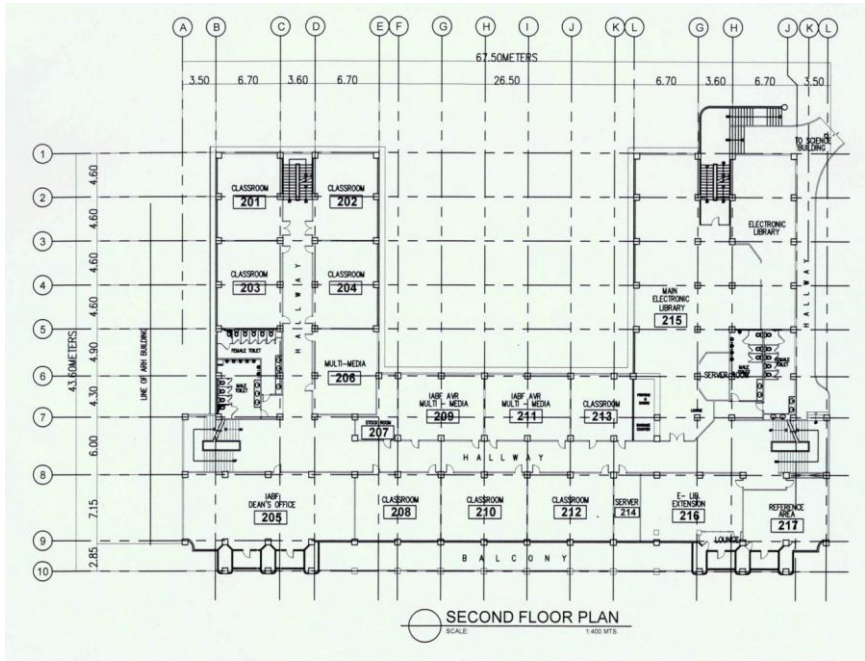 A B C D E F G H I J K L G H J K L
67.50METERS
3.50 6.70 3.60 6.70 26.50 6.70 3.60 6.70 3.50
1
TO SCIENCE
BUILDING
4.60
CLASSROOM
201
CLASSROOM
202
2
4.60
ELECTRONIC
LIBRARY
3
4.60
HALLWAY
CLASSROOM
203
CLASSROOM
204
HALLWAY
4
MAIN
ELECTRONIC
LIBRARY
215
4.60
5
43.60METERS
LINE OF ARH BUILDING
4.90
FEMALE TOILET
MULTI-MEDIA
206
MALE
TOILET
SERVER ROOM
FEMALE
TOILET
6
4.30
MALE
TOILET
IABF AVR
MULTI - MEDIA
209
IABF AVR
MULTI - MEDIA
211
CLASSROOM
213
7
STOCK ROOM
207
6.00
HALLWAY
8
7.15
IABF
DEAN'S OFFICE
205
CLASSROOM
208
CLASSROOM
210
CLASSROOM
212
SERVER
214
E- LIB.
EXTENSION
216
REFERENCE
AREA
217
LOUNGE
9
2.85
BALCONY
10
SECOND FLOOR PLAN
SCALE: 1:400 MTS.